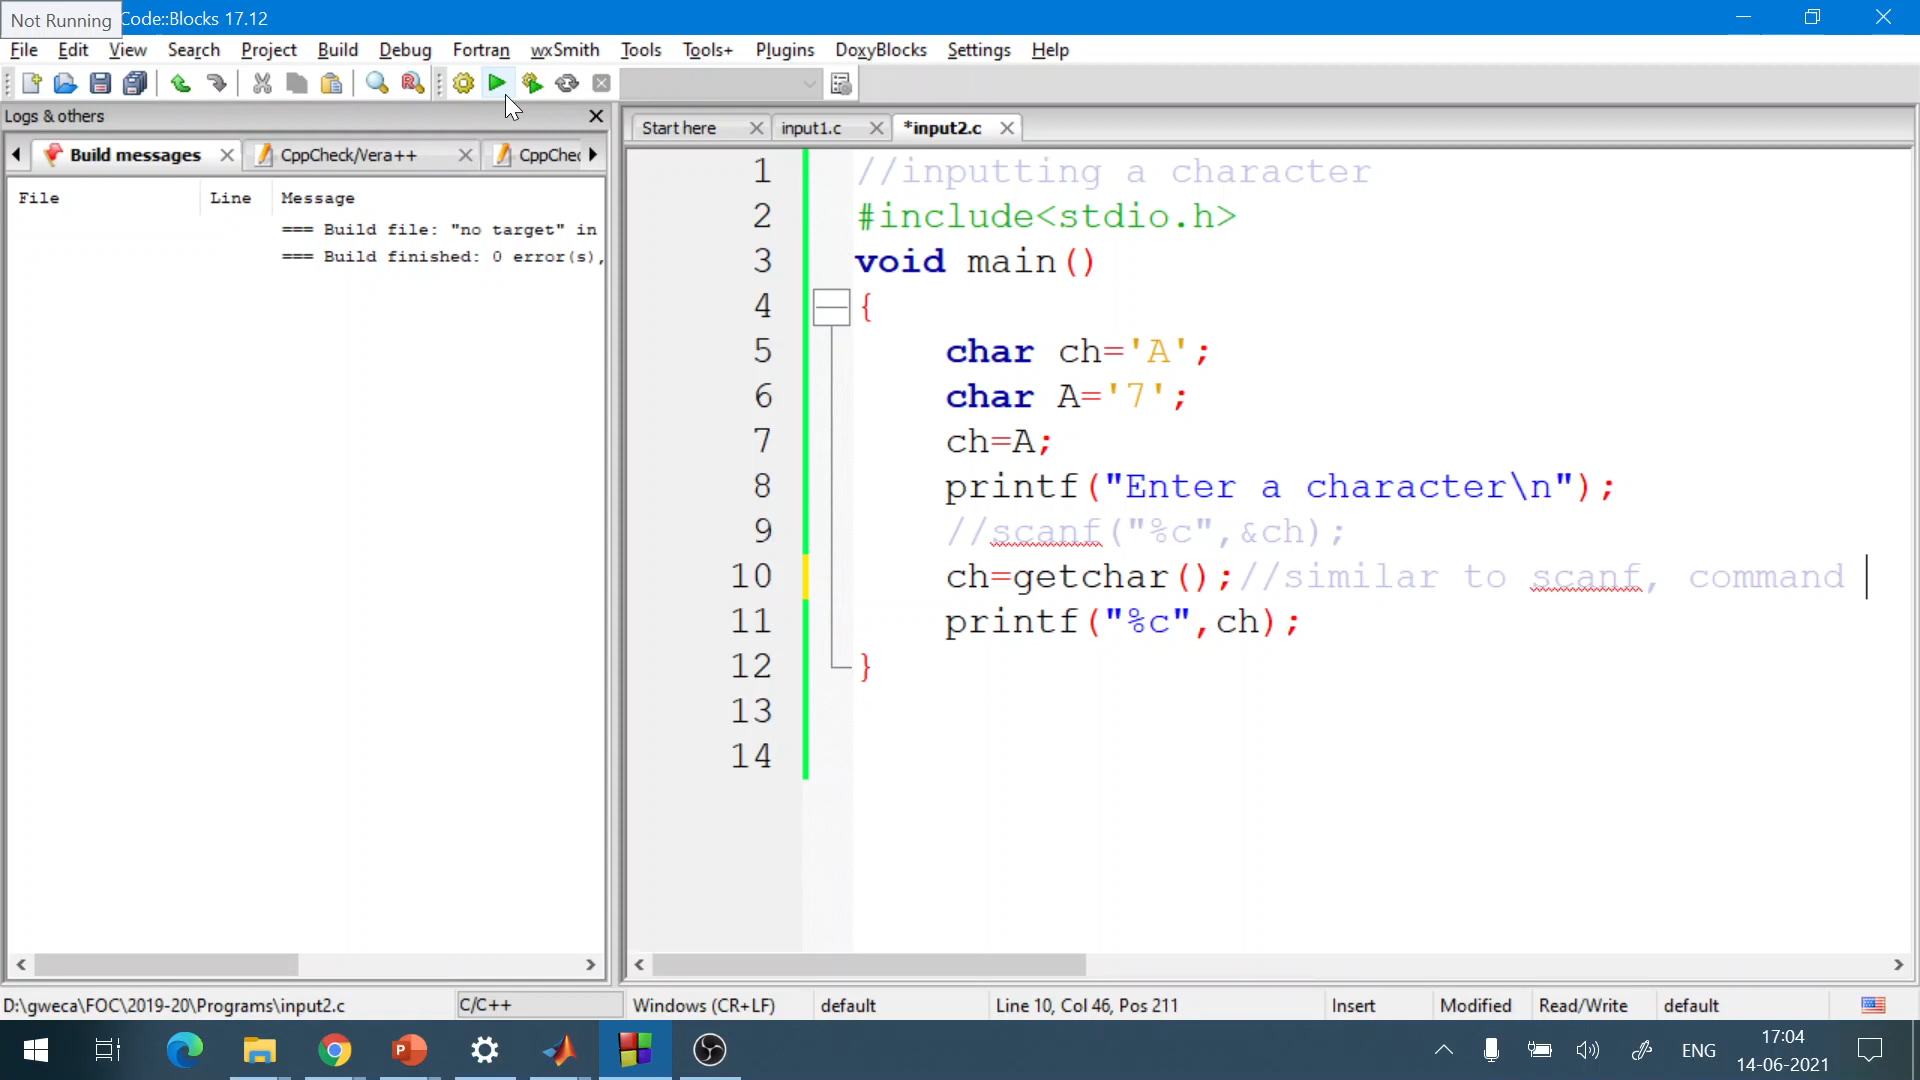 Not Running
Code::Blocks 17.12
File Edit View Search Project Build Debug Fortran wxSmith Tools Tools+ Plugins DoxyBlocks Settings Help
Logs & others
Build messages CppCheck/Vera++ CppChec
File Line Message
=== Build file: "no target" in
=== Build finished: 0 error(s),
Start here input1.c *input2.c
1 //inputting a character
2 #include<stdio.h>
3 void main()
4 {
5 char ch='A';
6 char A='7';
7 ch=A;
8 printf("Enter a character\n");
9 //scanf("%c",&ch);
10 ch=getchar();//similar to scanf, command
11 printf("%c",ch);
12 }
13
14
D:\gweca\FOC\2019-20\Programs\input2.c C/C++ Windows (CR+LF) default Line 10, Col 46, Pos 211 Insert Modified Read/Write default
ENG 17:04
14-06-2021